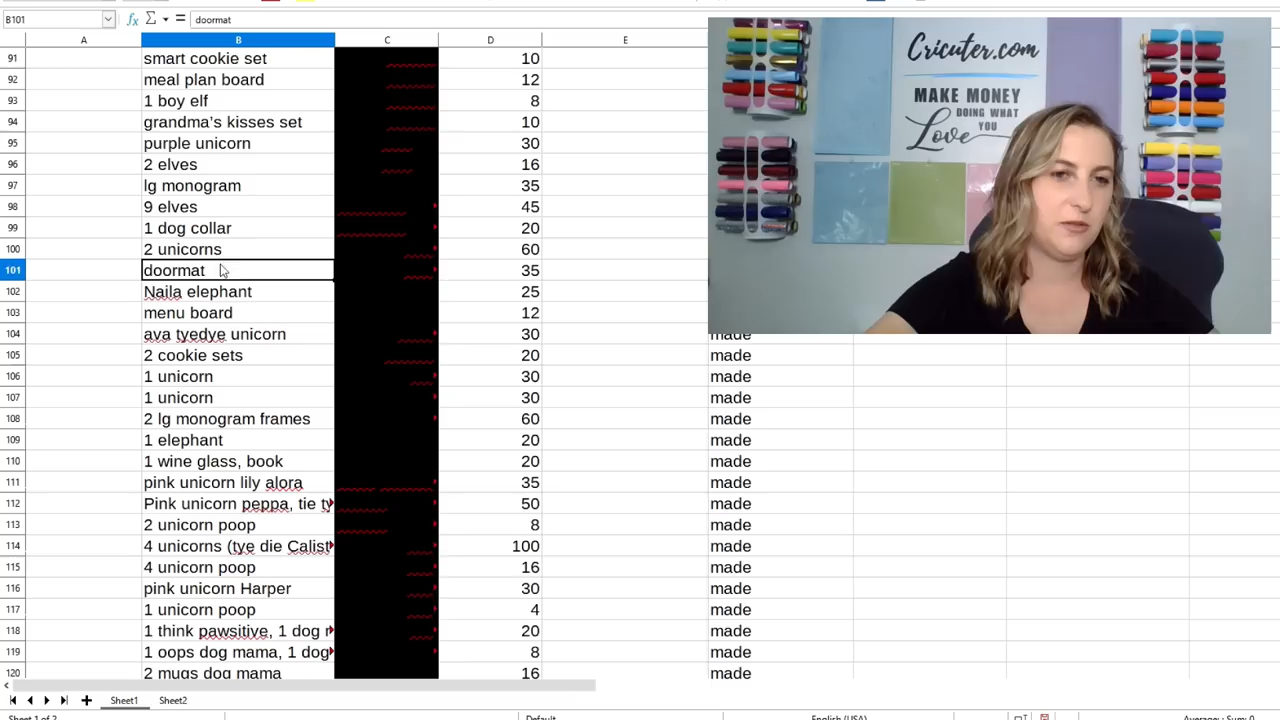 B101 fx Σ = doormat
A B C D E
91 smart cookie set 10
92 meal plan board 12
93 1 boy elf 8
94 grandma's kisses set 10
95 purple unicorn 30
96 2 elves 16
97 lg monogram 35
98 9 elves 45
99 1 dog collar 20
100 2 unicorns 60
101 doormat 35
102 Naila elephant 25
103 menu board 12
104 ava tyedye unicorn 30 made
105 2 cookie sets 20 made
106 1 unicorn 30 made
107 1 unicorn 30 made
108 2 lg monogram frames 60 made
109 1 elephant 20 made
110 1 wine glass, book 20 made
111 pink unicorn lily alora 35 made
112 Pink unicorn peppa, tie ty 50 made
113 2 unicorn poop 8 made
114 4 unicorns (tye die Calist 100 made
115 4 unicorn poop 16 made
116 pink unicorn Harper 30 made
117 1 unicorn poop 4 made
118 1 think pawsitive, 1 dog r 20 made
119 1 oops dog mama, 1 dog 8 made
120 2 mugs dog mama 16 made
Sheet1 Sheet2
Sheet 1 of 2 Default English (USA) Average: ; Sum: 0
Cricuter.com
MAKE MONEY
DOING WHAT
YOU
Love